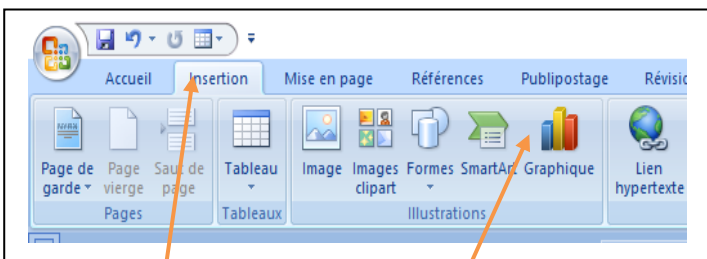 Accueil Insertion Mise en page Références Publipostage Révisi
Page de garde Page vierge Saut de page Tableau Image Images clipart Formes SmartArt Graphique Lien hypertexte
Pages Tableaux Illustrations